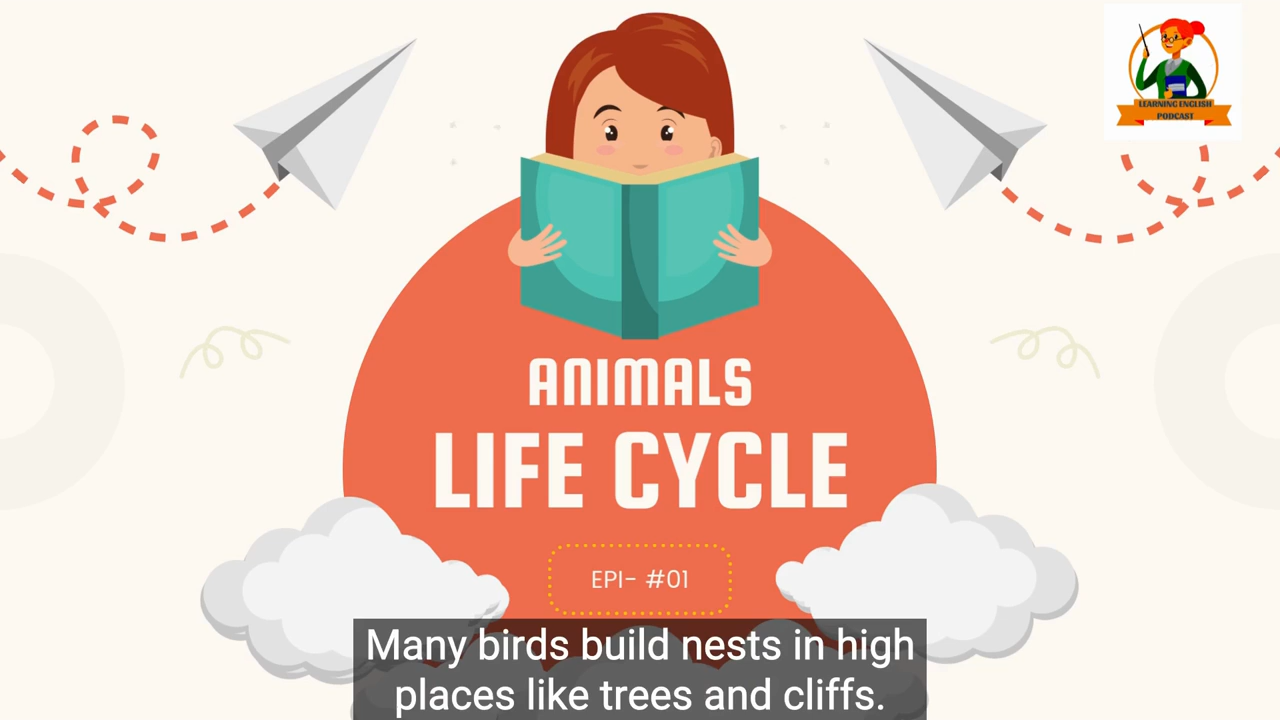 LEARNING ENGLISH
PODCAST
ANIMALS
LIFE CYCLE
EPI- #01
Many birds build nests in high
places like trees and cliffs.